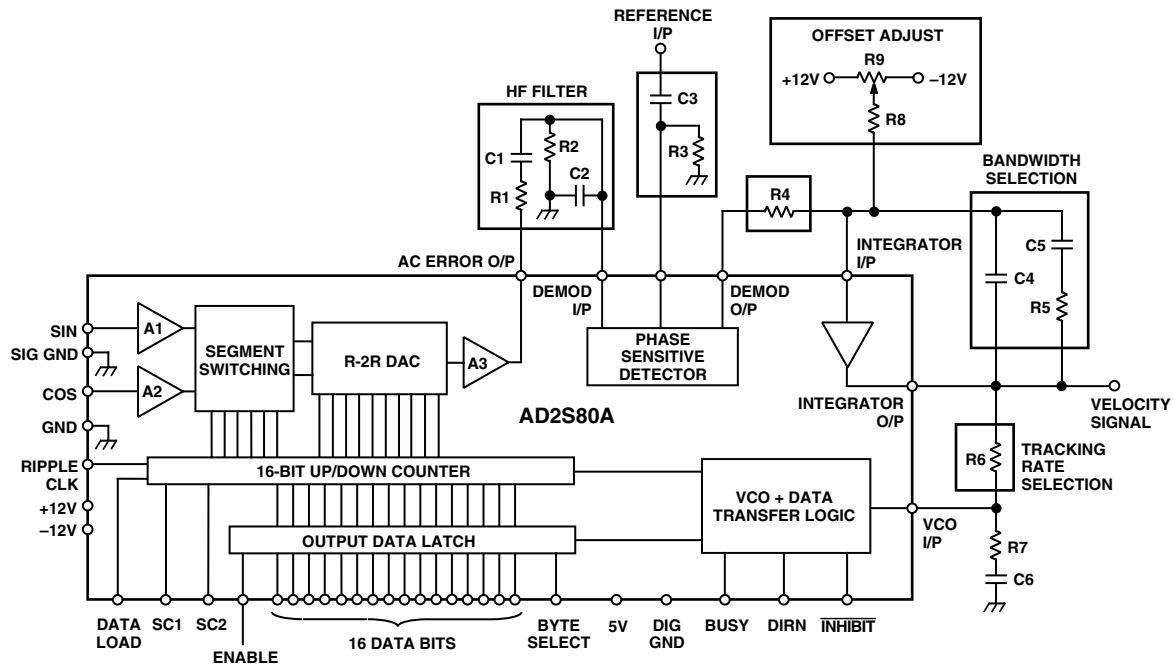 REFERENCE
I/P
OFFSET ADJUST
R9
+12V
–12V
R8
HF FILTER
C3
R3
C1
R2
C2
R1
R4
BANDWIDTH
SELECTION
C5
C4
R5
AC ERROR O/P
DEMOD
I/P
DEMOD
O/P
INTEGRATOR
I/P
SIN
SIG GND
COS
GND
RIPPLE
CLK
+12V
–12V
A1
A2
SEGMENT
SWITCHING
R-2R DAC
A3
PHASE
SENSITIVE
DETECTOR
AD2S80A
INTEGRATOR
O/P
VELOCITY
SIGNAL
R6
TRACKING
RATE
SELECTION
16-BIT UP/DOWN COUNTER
VCO + DATA
TRANSFER LOGIC
OUTPUT DATA LATCH
VCO
I/P
R7
C6
DATA
LOAD
SC1
SC2
ENABLE
16 DATA BITS
BYTE
SELECT
5V
DIG
GND
BUSY
DIRN
INHIBIT